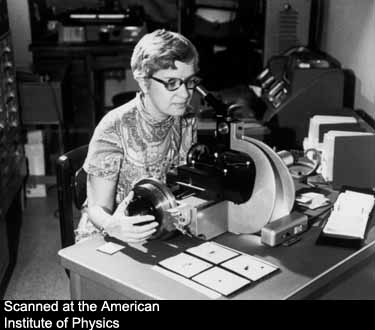 Scanned at the American
Institute of Physics